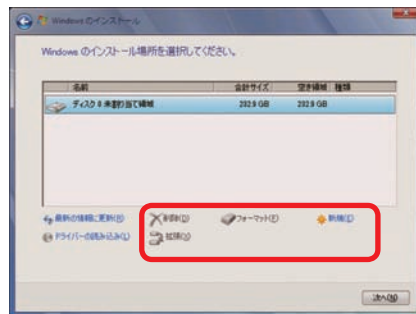 Windows のインストール
Windows のインストール場所を選択してください。
名前 合計サイズ 空き領域 種類
ディスク 0 未割り当て領域 232.9 GB 232.9 GB
最新の情報に更新(R) 削除(D) フォーマット(F) 新規(E)
ドライバーの読み込み(L) 拡張(X)
次へ(N)